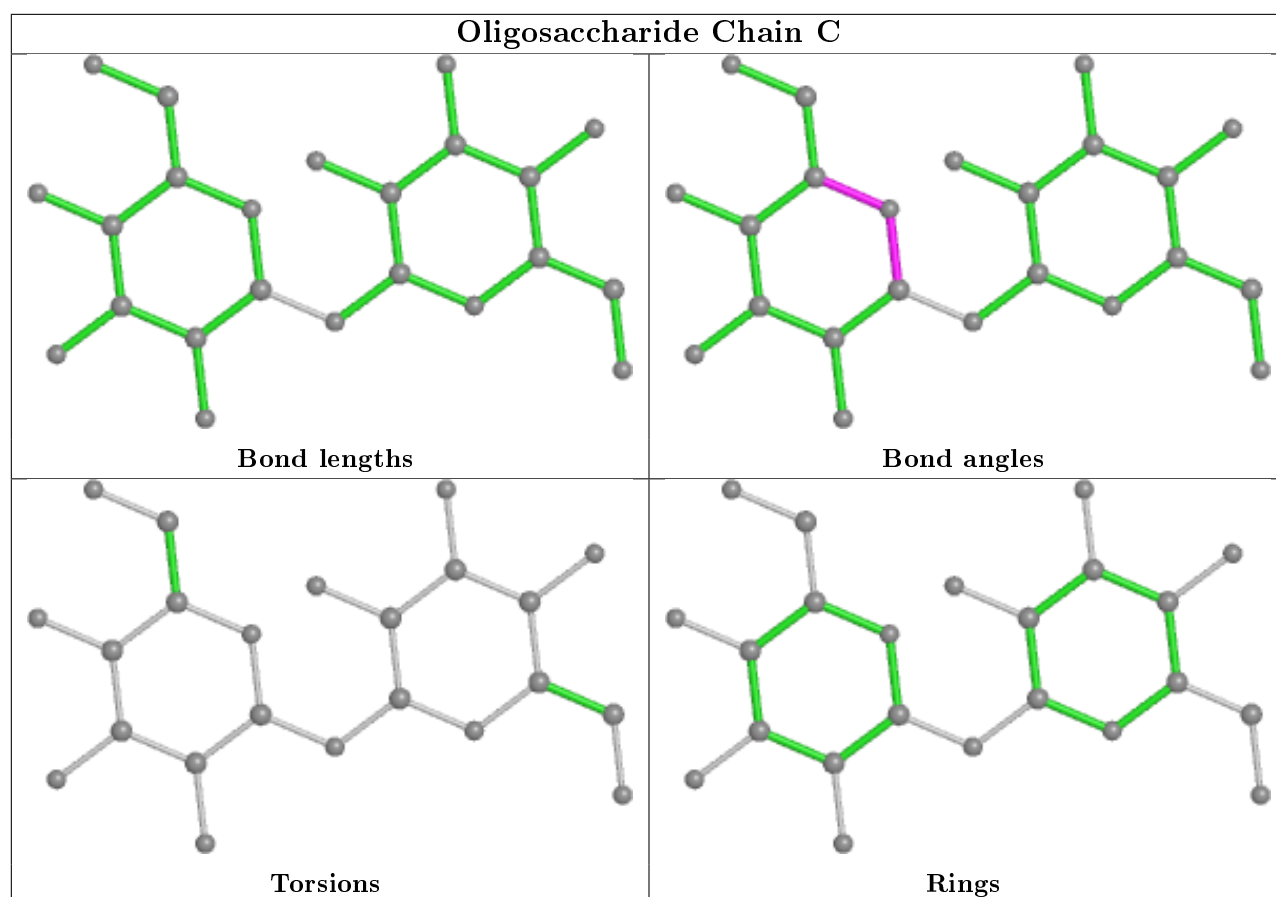 Oligosaccharide Chain C
Bond lengths
Bond angles
Torsions
Rings